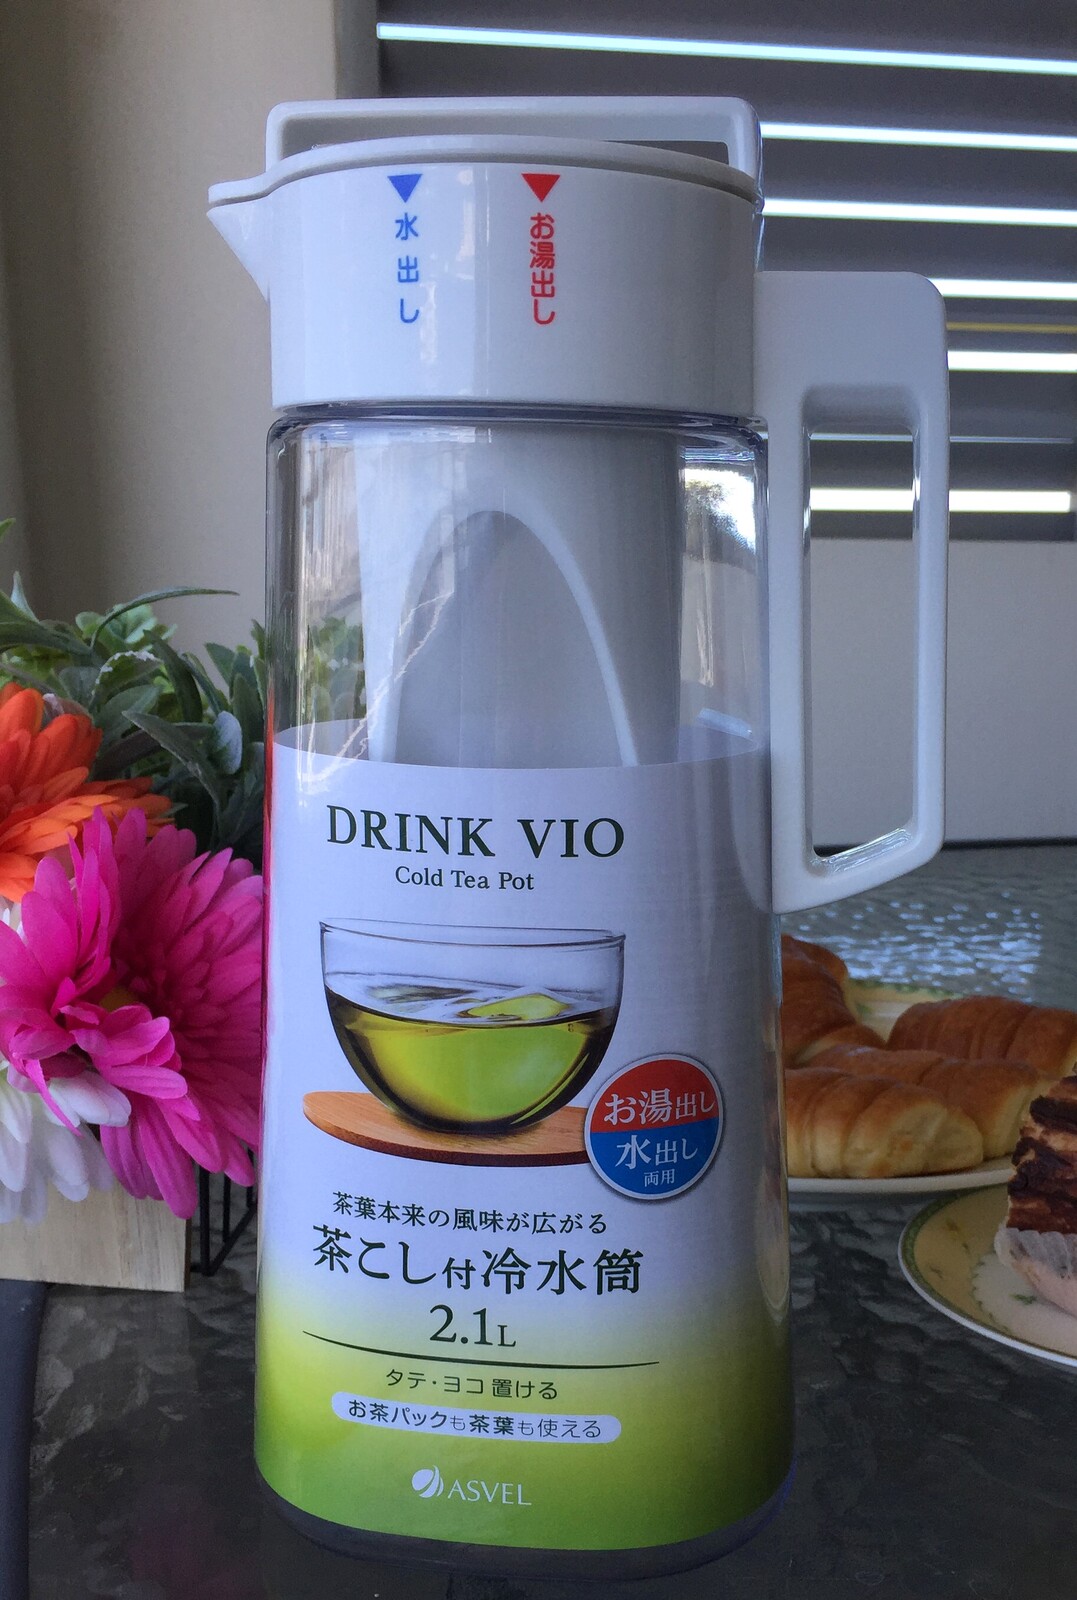 水出し
お湯出し
DRINK VIO
Cold Tea Pot
お湯出し
水出し
両用
茶葉本来の風味が広がる
茶こし付冷水筒
2.1L
タテ・ヨコ置ける
お茶パックも茶葉も使える
ASVEL